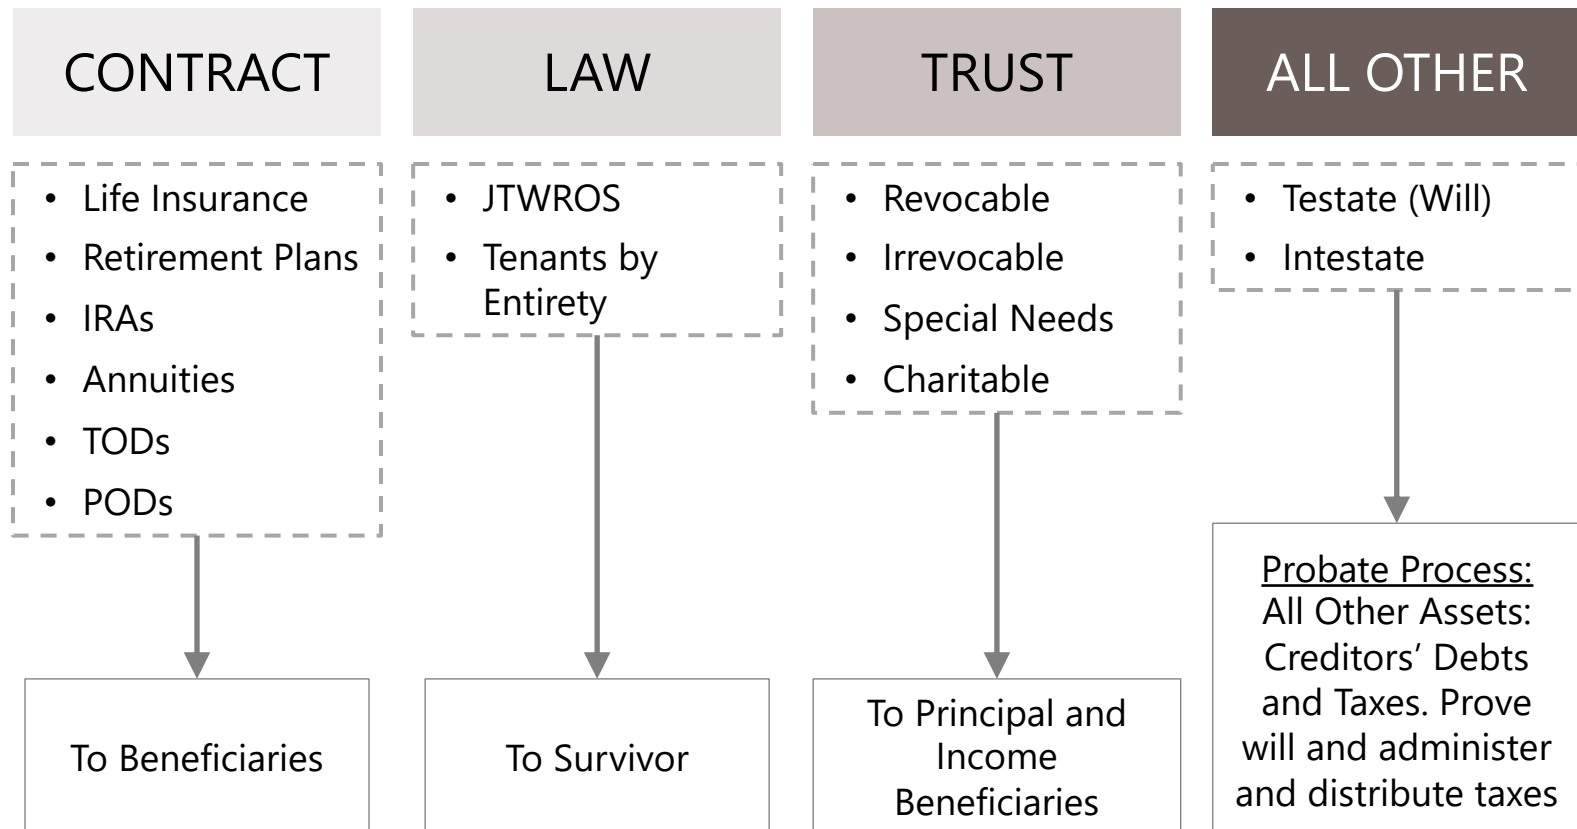 CONTRACT
• Life Insurance
• Retirement Plans
• IRAs
• Annuities
• TODs
• PODs
To Beneficiaries
LAW
• JTWROS
• Tenants by
Entirety
To Survivor
TRUST
• Revocable
• Irrevocable
• Special Needs
• Charitable
To Principal and
Income
Beneficiaries
ALL OTHER
• Testate (Will)
• Intestate
Probate Process:
All Other Assets:
Creditors’ Debts
and Taxes. Prove
will and administer
and distribute taxes